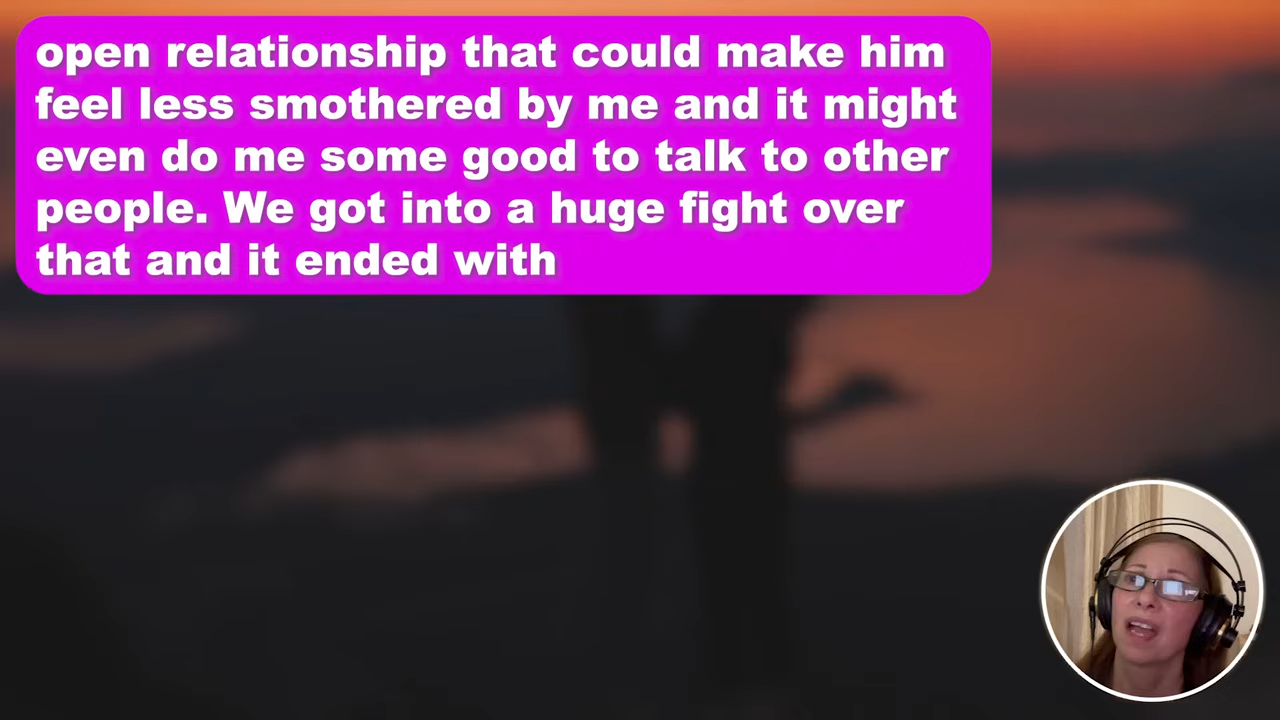 open relationship that could make him
feel less smothered by me and it might
even do me some good to talk to other
people. We got into a huge fight over
that and it ended with